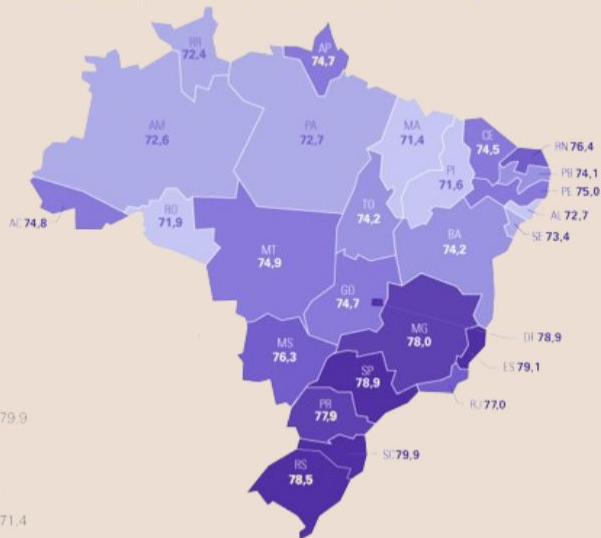 RR
72,4
AP
74,7
AM
72,6
PA
72,7
MA
71,4
CE
74,5
RN 76,4
PI
71,6
PB 74,1
PE 75,0
AC 74,8
RO
71,9
TO
74,2
AL 72,7
SE 73,4
BA
74,2
MT
74,9
GO
74,7
DF 78,9
MG
78,0
ES 79,1
MS
76,3
SP
78,9
RJ 77,0
79.9
PR
77,9
SC 79,9
RS
78,5
71.4